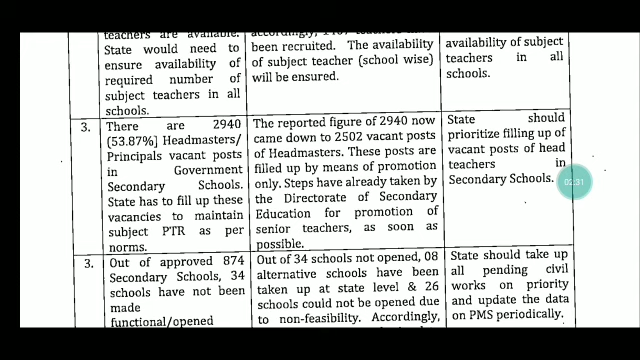 teachers are available.
State would need to
ensure availability of
required number of
subject teachers in all
schools.
been recruited. The availability
of subject teacher (school wise)
will be ensured.
availability of subject
teachers in all
schools.
3.
There are 2940
(53.87%] Headmasters/
Principals vacant posts
in Government
Secondary Schools.
State has to fill up these
vacancies to maintain
subject PTR as per
norms.
The reported figure of 2940 now
came down to 2502 vacant posts
of Headmasters. These posts are
filled up by means of promotion
only. Steps have already taken by
the Directorate of Secondary
Education for promotion of
senior teachers, as soon as
possible.
State should
prioritize filling up of
vacant posts of head
teachers in
Secondary Schools.
02:31
3.
Out of approved 874
Secondary Schools, 34
schools have not been
made
functional/opened
Out of 34 schools not opened, 08
alternative schools have been
taken up at state level & 26
schools could not be opened due
to non-feasibility. Accordingly,
State should take up
all pending civil
works on priority
and update the data
on PMS periodically.